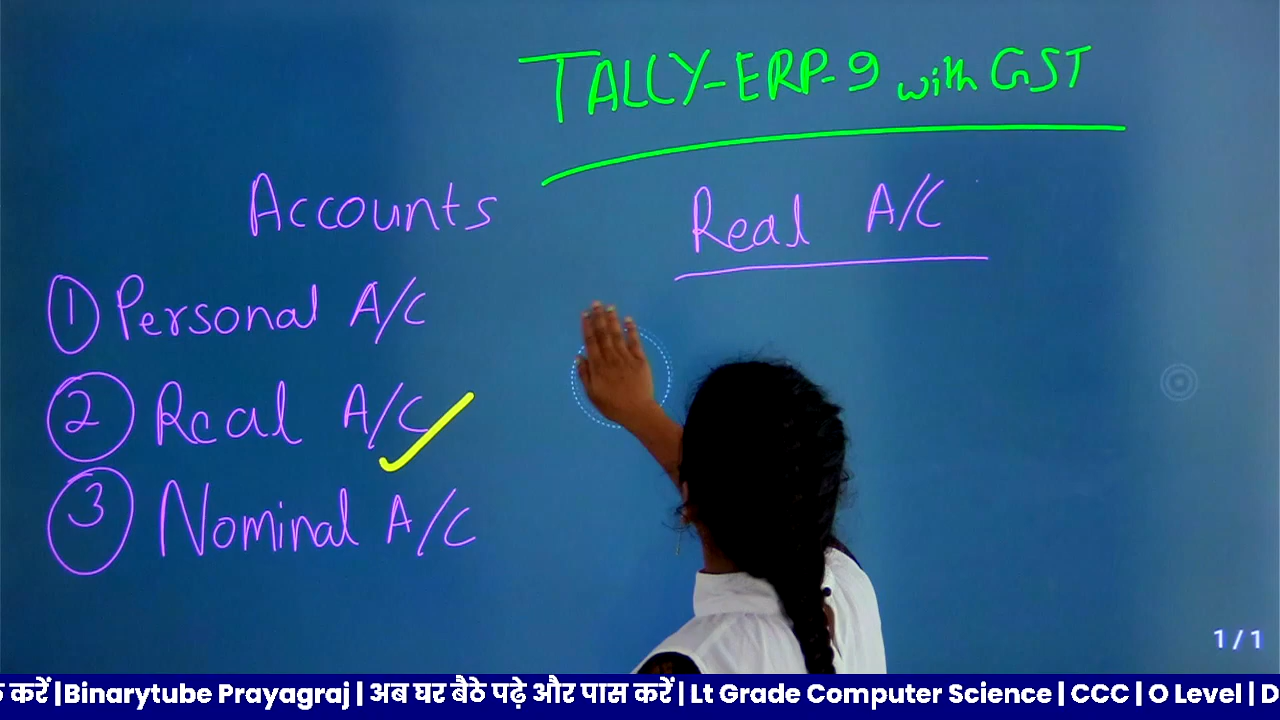 TALLY-ERP-9 with GST
Accounts
① Personal A/C
② Real A/C
③ Nominal A/C
Real A/C
1/1
करें |Binarytube Prayagraj | अब घर बैठे पढ़े और पास करें | Lt Grade Computer Science | CCC | O Level | D